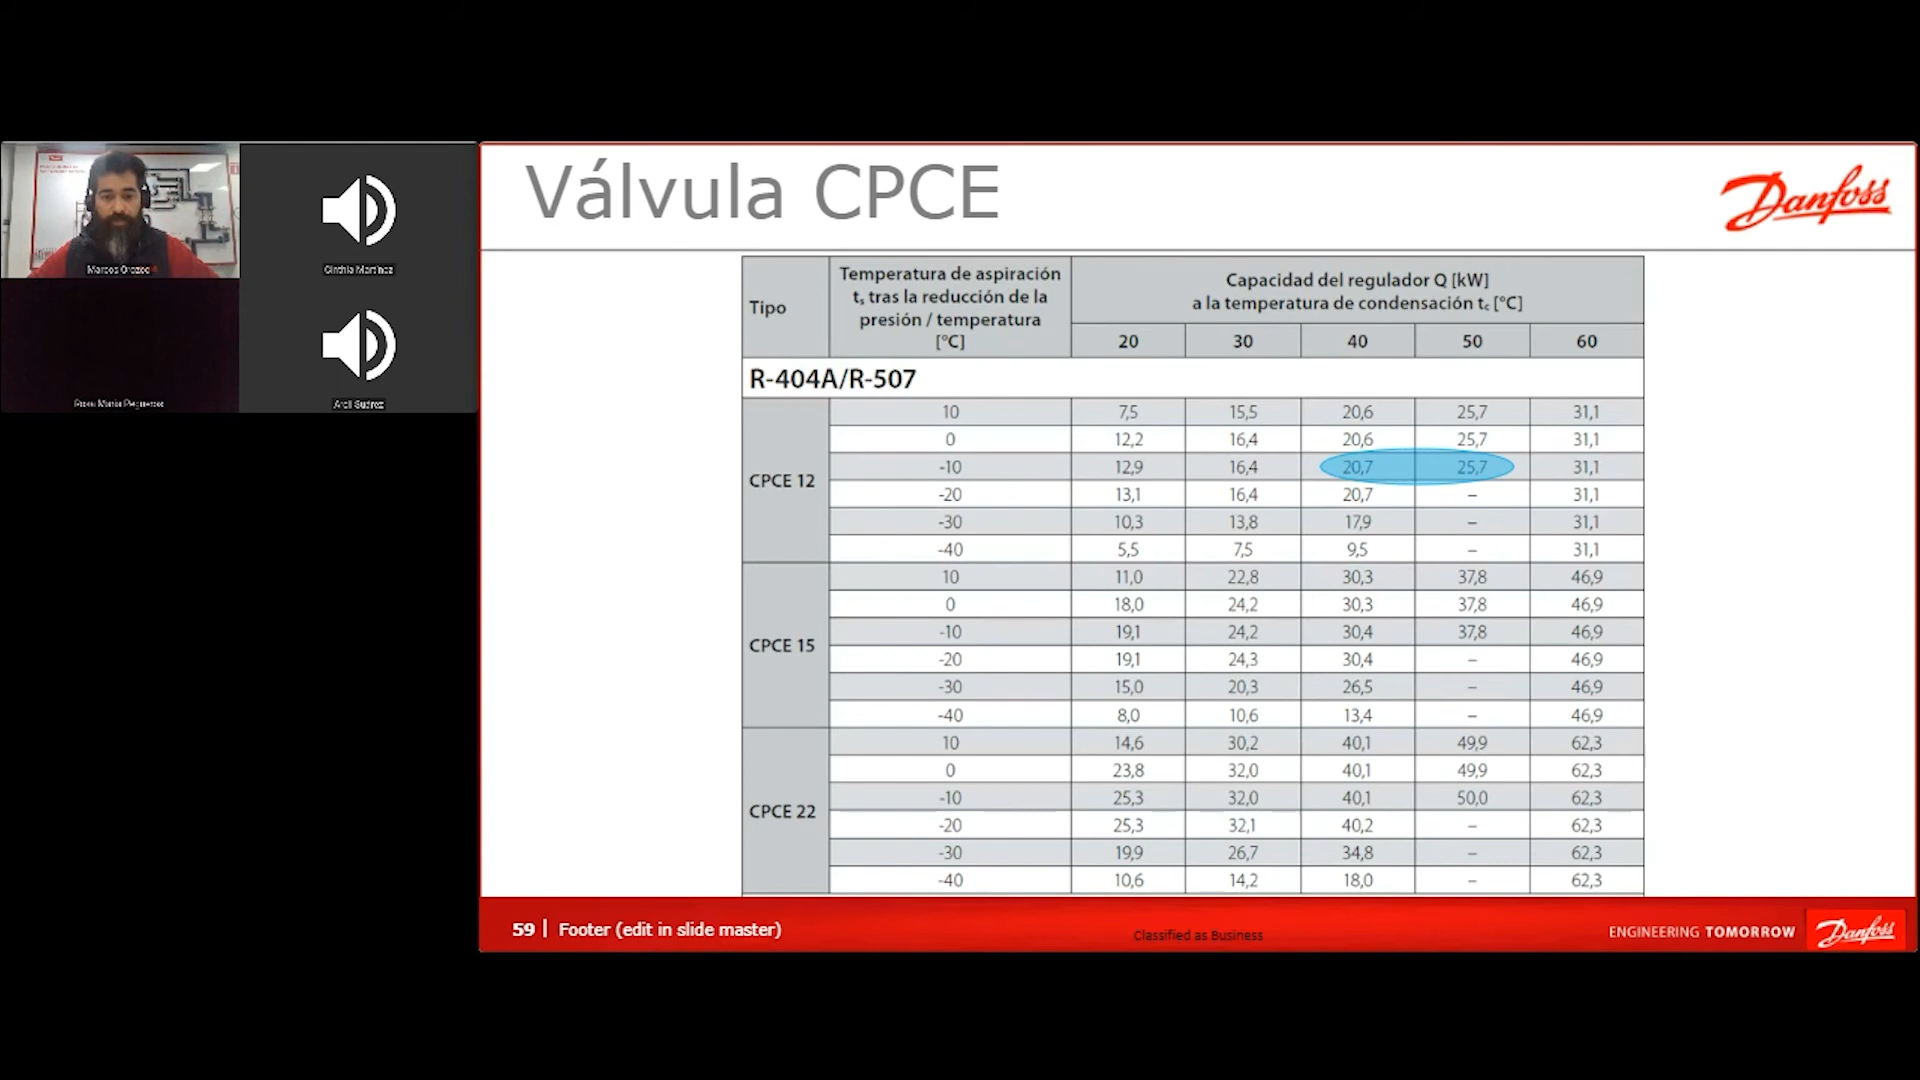 Marcos Orozco
Cinthia Martinez
Rosa Maria Regueros
Areli Suárez
Válvula CPCE
Danfoss
Tipo
Temperatura de aspiración
ts tras la reducción de la
presión / temperatura
[°C]
Capacidad del regulador Q [kW]
a la temperatura de condensación tc [°C]
20 30 40 50 60
R-404A/R-507
CPCE 12
10 7,5 15,5 20,6 25,7 31,1
0 12,2 16,4 20,6 25,7 31,1
-10 12,9 16,4 20,7 25,7 31,1
-20 13,1 16,4 20,7 – 31,1
-30 10,3 13,8 17,9 – 31,1
-40 5,5 7,5 9,5 – 31,1
CPCE 15
10 11,0 22,8 30,3 37,8 46,9
0 18,0 24,2 30,3 37,8 46,9
-10 19,1 24,2 30,4 37,8 46,9
-20 19,1 24,3 30,4 – 46,9
-30 15,0 20,3 26,5 – 46,9
-40 8,0 10,6 13,4 – 46,9
CPCE 22
10 14,6 30,2 40,1 49,9 62,3
0 23,8 32,0 40,1 49,9 62,3
-10 25,3 32,0 40,1 50,0 62,3
-20 25,3 32,1 40,2 – 62,3
-30 19,9 26,7 34,8 – 62,3
-40 10,6 14,2 18,0 – 62,3
59 | Footer (edit in slide master)
Classified as Business
ENGINEERING TOMORROW
Danfoss